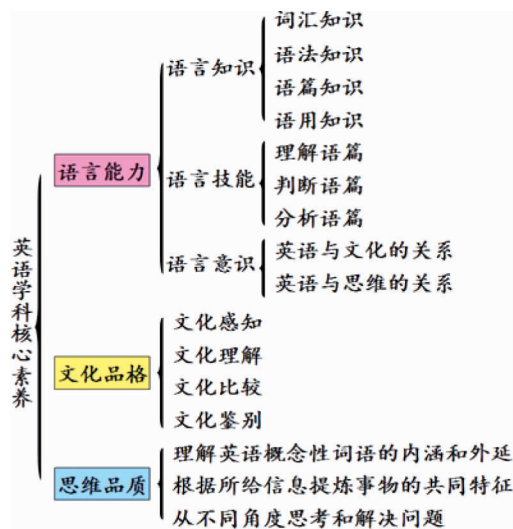 英语学科核心素养
语言能力
语言知识
词汇知识
语法知识
语篇知识
语用知识
语言技能
理解语篇
判断语篇
分析语篇
语言意识
英语与文化的关系
英语与思维的关系
文化品格
文化感知
文化理解
文化比较
文化鉴别
思维品质
理解英语概念性词语的内涵和外延
根据所给信息提炼事物的共同特征
从不同角度思考和解决问题